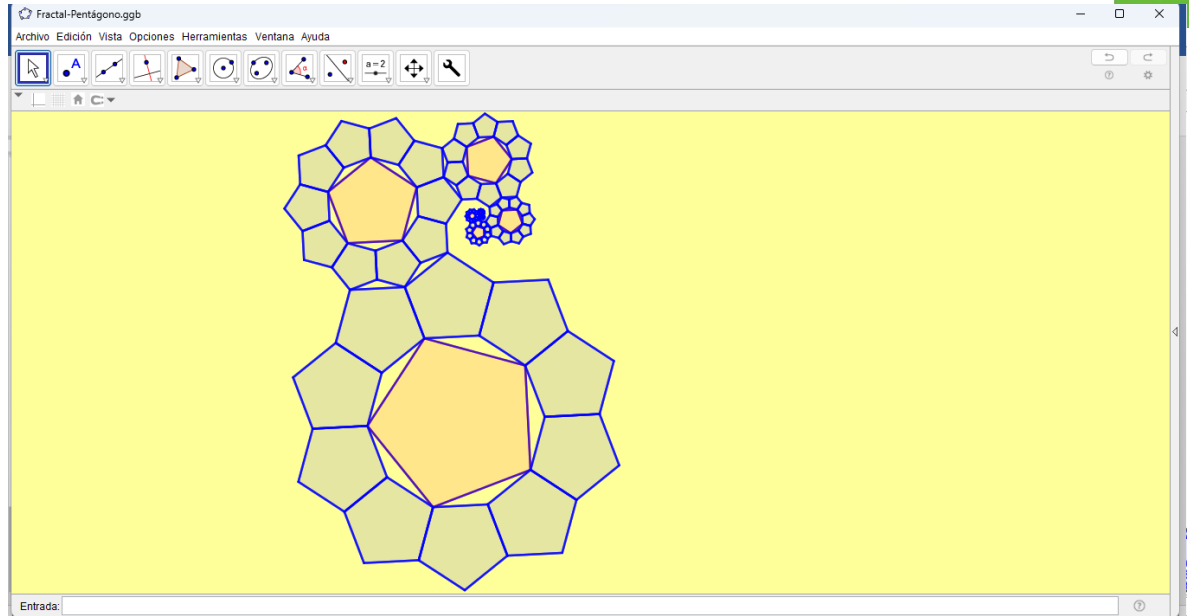 Fractal-Pentágono.ggb
Archivo Edición Vista Opciones Herramientas Ventana Ayuda
A
α
a=2
Entrada: